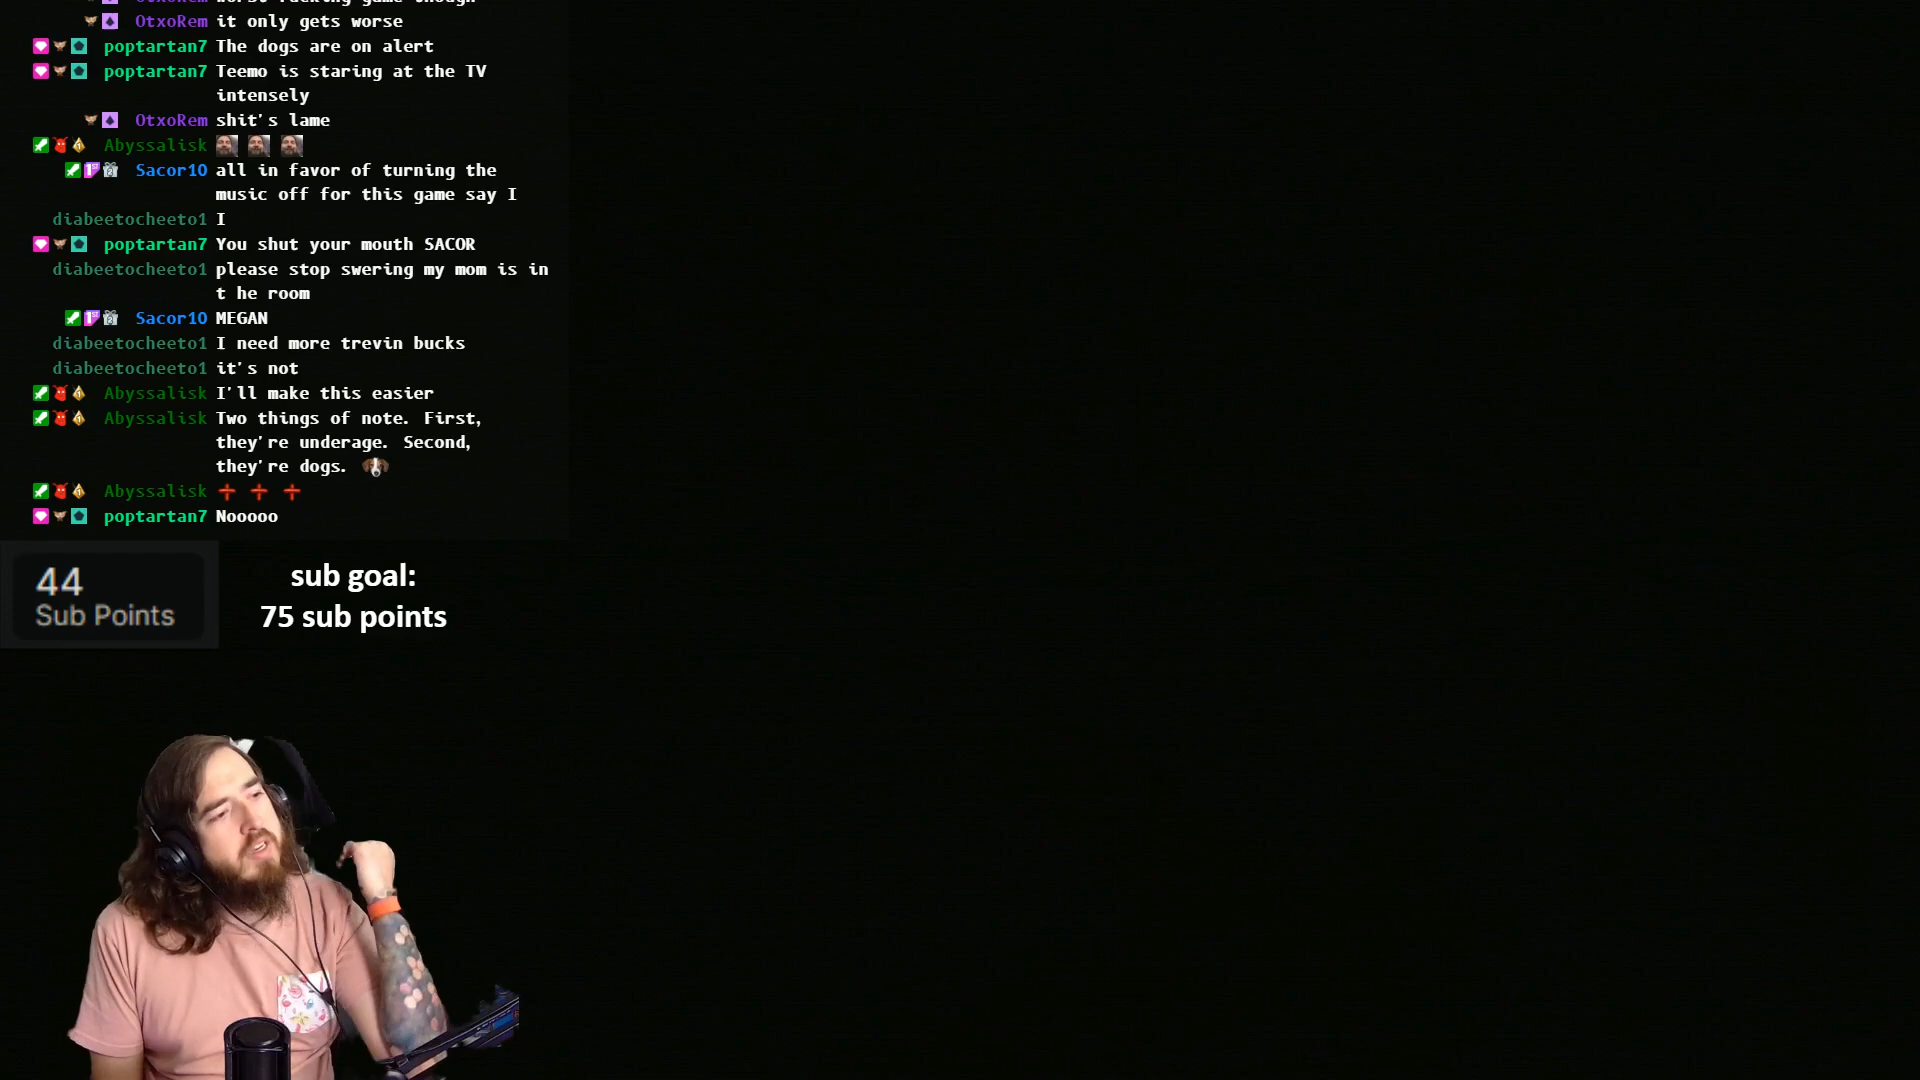 OtxoRem it only gets worse
poptartan7 The dogs are on alert
poptartan7 Teemo is staring at the TV
intensely
OtxoRem shit's lame
Abyssalisk
Sacor10 all in favor of turning the
music off for this game say I
diabeetocheeto1 I
poptartan7 You shut your mouth SACOR
diabeetocheeto1 please stop swering my mom is in
t he room
Sacor10 MEGAN
diabeetocheeto1 I need more trevin bucks
diabeetocheeto1 it's not
Abyssalisk I'll make this easier
Abyssalisk Two things of note. First,
they're underage. Second,
they're dogs.
Abyssalisk
poptartan7 Nooooo
44
Sub Points
sub goal:
75 sub points